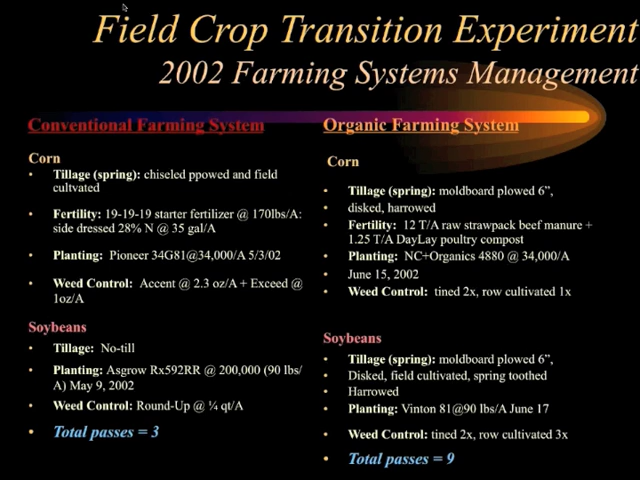 Field Crop Transition Experiment
2002 Farming Systems Management
Conventional Farming System
Corn
• Tillage (spring): chiseled ppowed and field
cultvated
• Fertility: 19-19-19 starter fertilizer @ 170lbs/A:
side dressed 28% N @ 35 gal/A
• Planting: Pioneer 34G81@34,000/A 5/3/02
• Weed Control: Accent @ 2.3 oz/A + Exceed @
1oz/A
Soybeans
• Tillage: No-till
• Planting: Asgrow Rx592RR @ 200,000 (90 lbs/
A) May 9, 2002
• Weed Control: Round-Up @ ¼ qt/A
• Total passes = 3
Organic Farming System
Corn
• Tillage (spring): moldboard plowed 6”,
• disked, harrowed
• Fertility: 12 T/A raw strawpack beef manure +
1.25 T/A DayLay poultry compost
• Planting: NC+Organics 4880 @ 34,000/A
• June 15, 2002
• Weed Control: tined 2x, row cultivated 1x
Soybeans
• Tillage (spring): moldboard plowed 6”,
• Disked, field cultivated, spring toothed
• Harrowed
• Planting: Vinton 81@90 lbs/A June 17
• Weed Control: tined 2x, row cultivated 3x
• Total passes = 9